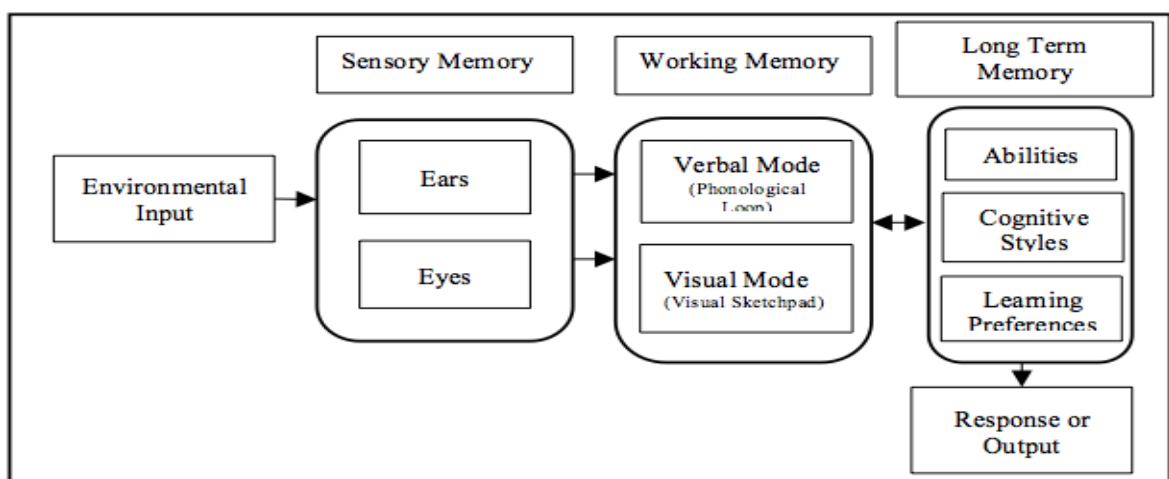 Sensory Memory
Working Memory
Long Term
Memory
Environmental
Input
Ears
Eyes
Verbal Mode
(Phonological
Loop)
Visual Mode
(Visual Sketchpad)
Abilities
Cognitive
Styles
Learning
Preferences
Response or
Output